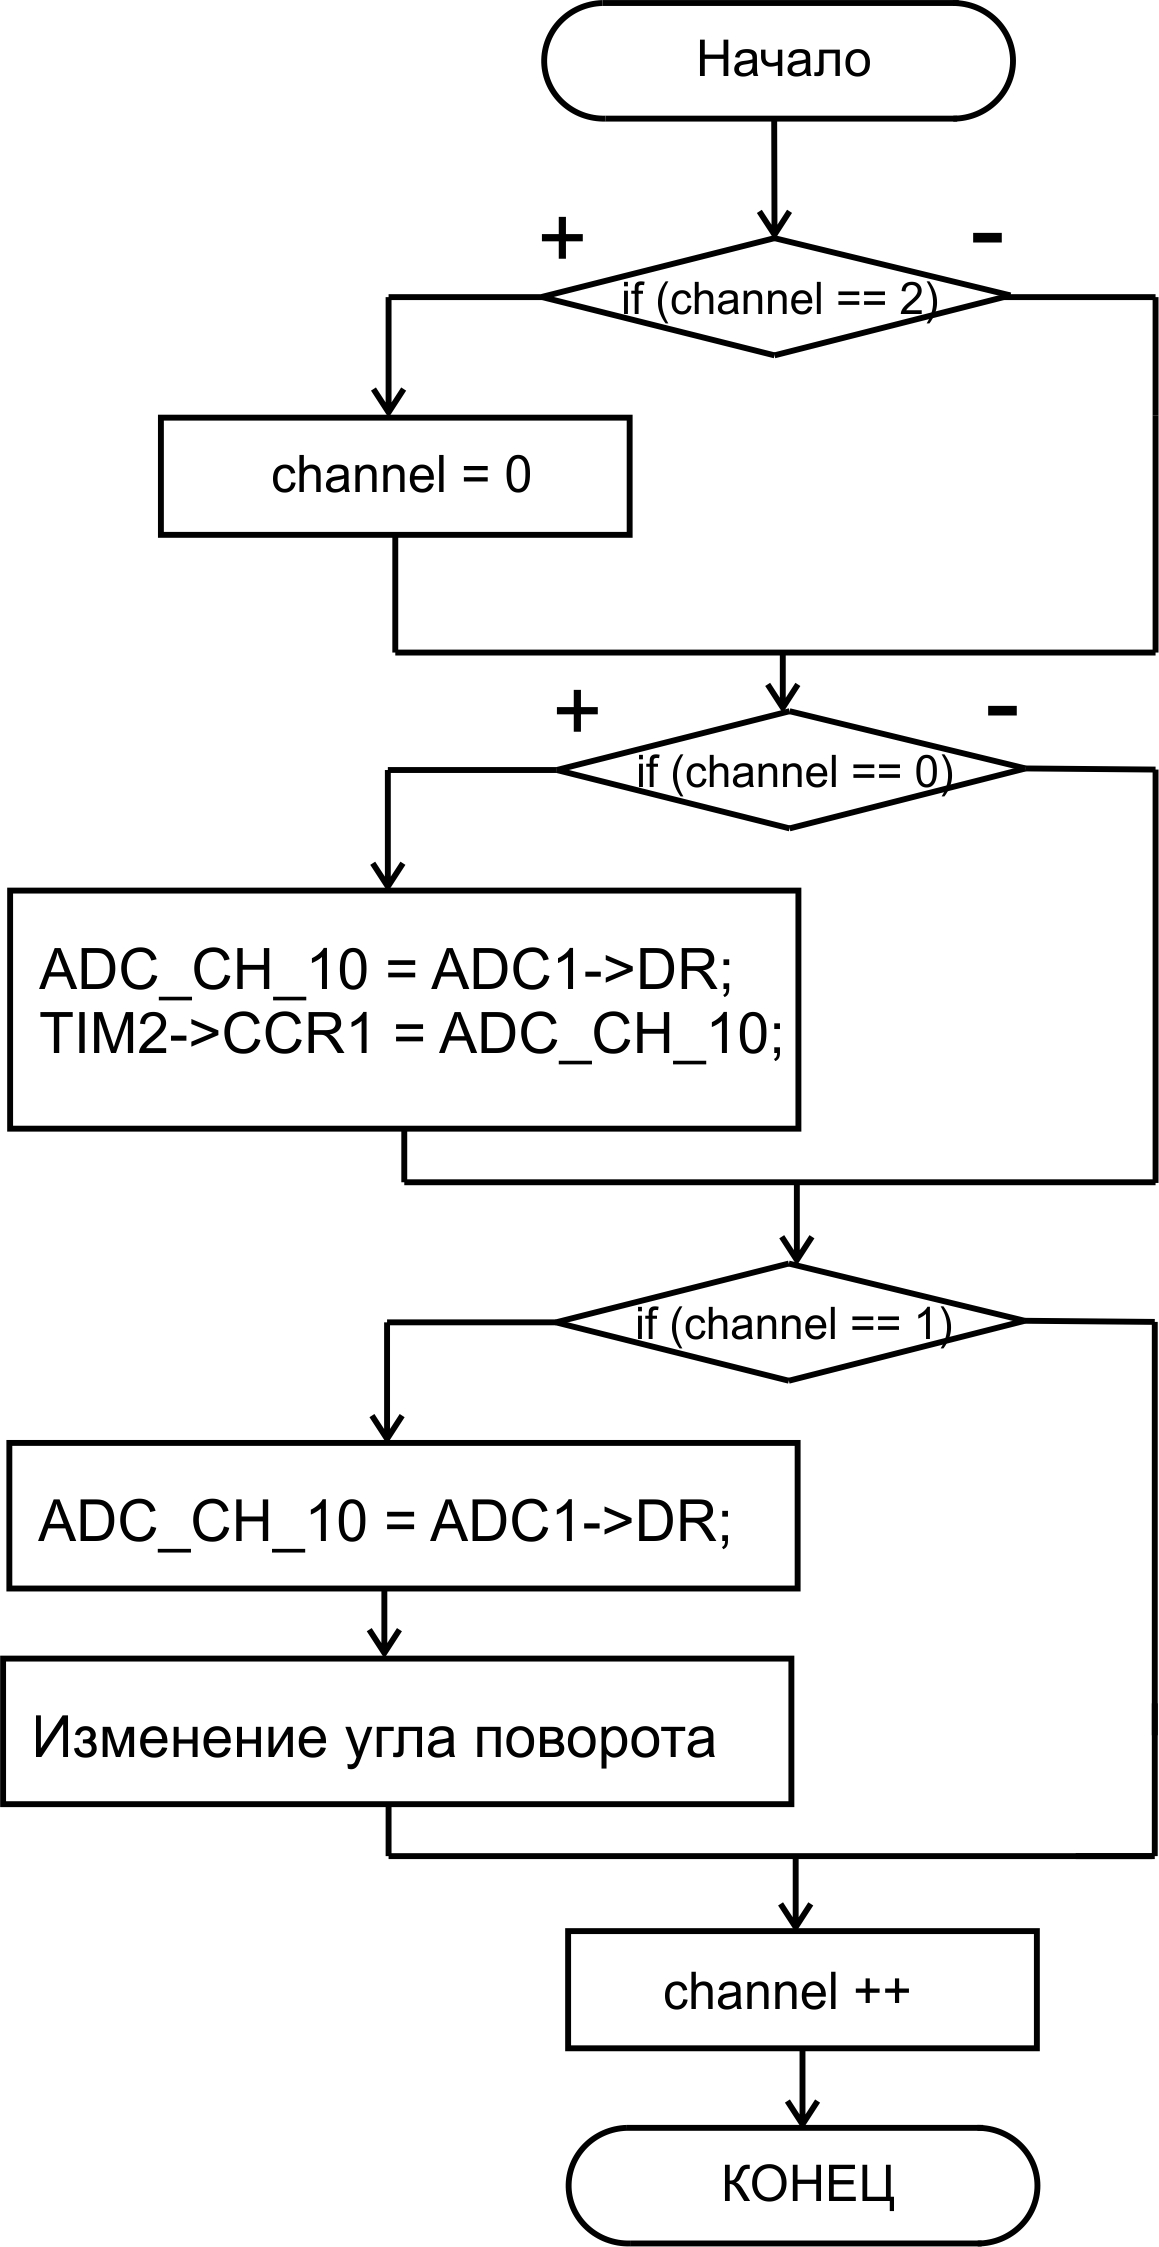 Начало
+ -
if (channel == 2)
channel = 0
+ -
if (channel == 0)
ADC_CH_10 = ADC1->DR;
TIM2->CCR1 = ADC_CH_10;
if (channel == 1)
ADC_CH_10 = ADC1->DR;
Изменение угла поворота
channel ++
КОНЕЦ